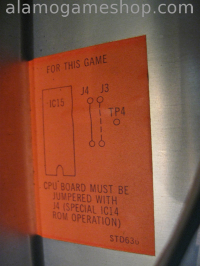 © alamogameshop.com
FOR THIS GAME
J4 J3
IC15
TP4
CPU BOARD MUST BE
JUMPERED WITH
J4 (SPECIAL IC14
ROM OPERATION)